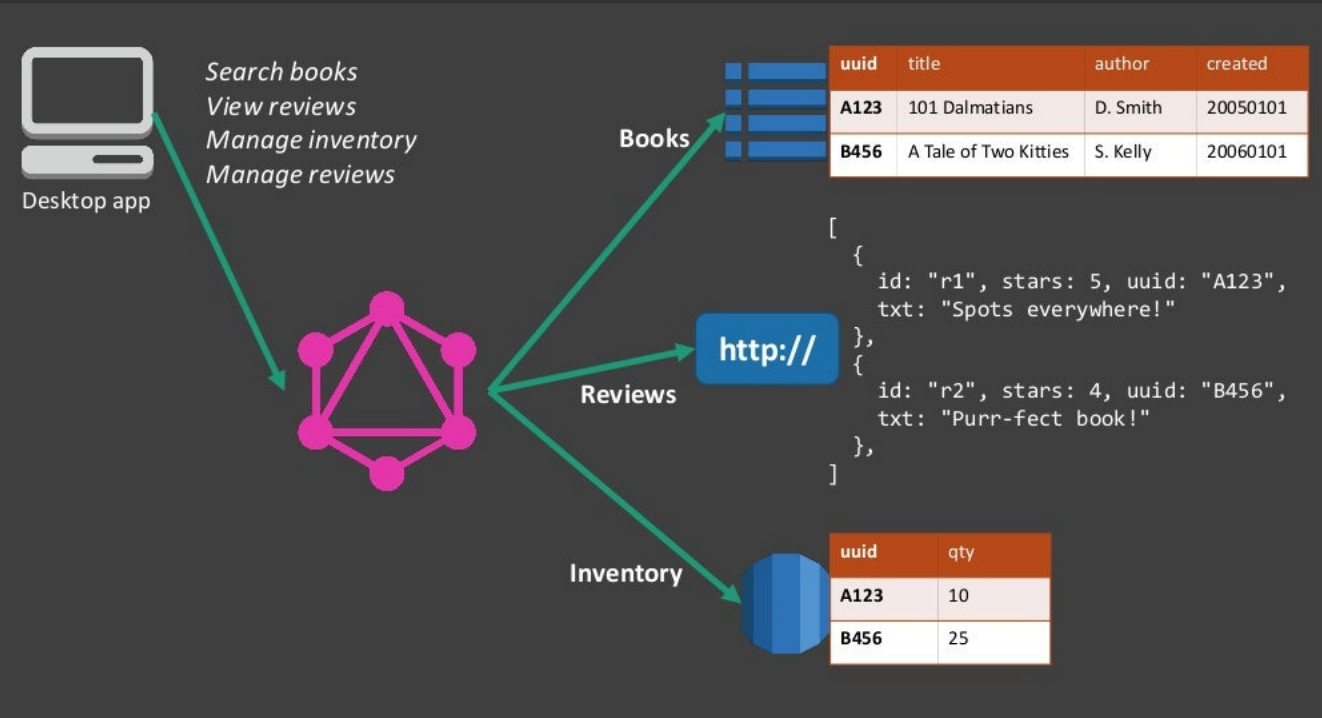 Search books
View reviews
Manage inventory
Manage reviews
Desktop app
Books
uuid title author created
A123 101 Dalmatians D. Smith 20050101
B456 A Tale of Two Kitties S. Kelly 20060101
http://
Reviews
[
{
id: "r1", stars: 5, uuid: "A123",
txt: "Spots everywhere!"
},
{
id: "r2", stars: 4, uuid: "B456",
txt: "Purr-fect book!"
},
]
Inventory
uuid qty
A123 10
B456 25